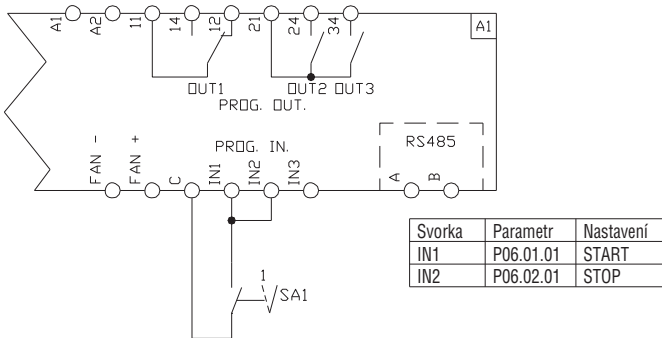 A1 A2 11 14 12 21 24 34
A1
OUT1 OUT2 OUT3
PROG. OUT.
PROG. IN.
RS485
FAN - FAN + C IN1 IN2 IN3 A B
1
SA1
Svorka Parametr Nastavení
IN1 P06.01.01 START
IN2 P06.02.01 STOP